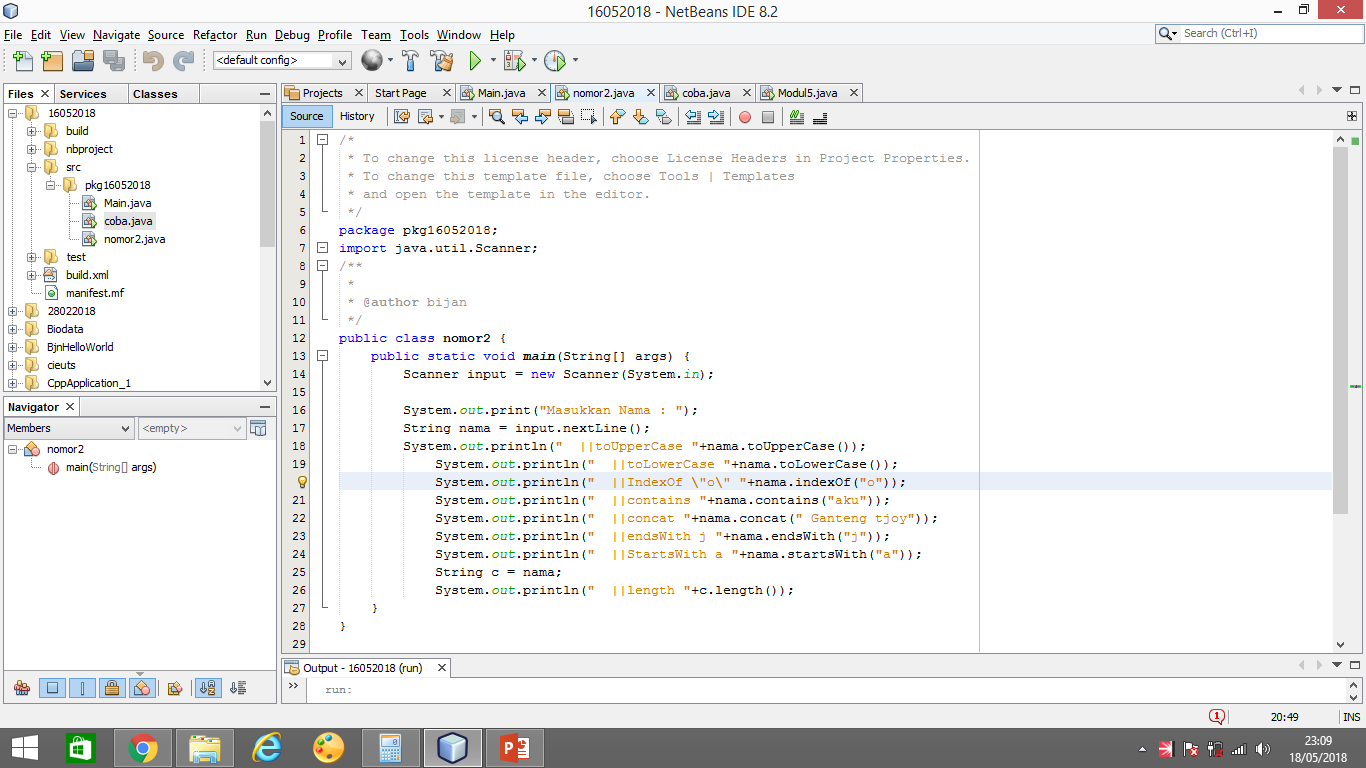 16052018 - NetBeans IDE 8.2
File Edit View Navigate Source Refactor Run Debug Profile Team Tools Window Help
Search (Ctrl+I)
<default config>
Files Services Classes
16052018
build
nbproject
src
pkg16052018
Main.java
coba.java
nomor2.java
test
build.xml
manifest.mf
28022018
Biodata
BjnHelloWorld
cieuts
CppApplication_1
Navigator
Members <empty>
nomor2
main(String[] args)
Projects Start Page Main.java nomor2.java coba.java Modul5.java
Source History
1 /*
2 * To change this license header, choose License Headers in Project Properties.
3 * To change this template file, choose Tools | Templates
4 * and open the template in the editor.
5 */
6 package pkg16052018;
7 import java.util.Scanner;
8 /**
9 *
10 * @author bijan
11 */
12 public class nomor2 {
13 public static void main(String[] args) {
14 Scanner input = new Scanner(System.in);
15
16 System.out.print("Masukkan Nama : ");
17 String nama = input.nextLine();
18 System.out.println("  ||toUpperCase "+nama.toUpperCase());
19 System.out.println("  ||toLowerCase "+nama.toLowerCase());
System.out.println("  ||IndexOf \"o\" "+nama.indexOf("o"));
21 System.out.println("  ||contains "+nama.contains("aku"));
22 System.out.println("  ||concat "+nama.concat(" Ganteng tjoy"));
23 System.out.println("  ||endsWith j "+nama.endsWith("j"));
24 System.out.println("  ||StartsWith a "+nama.startsWith("a"));
25 String c = nama;
26 System.out.println("  ||length "+c.length());
27 }
28 }
29
Output - 16052018 (run)
run:
1 20:49 INS
23:09
18/05/2018